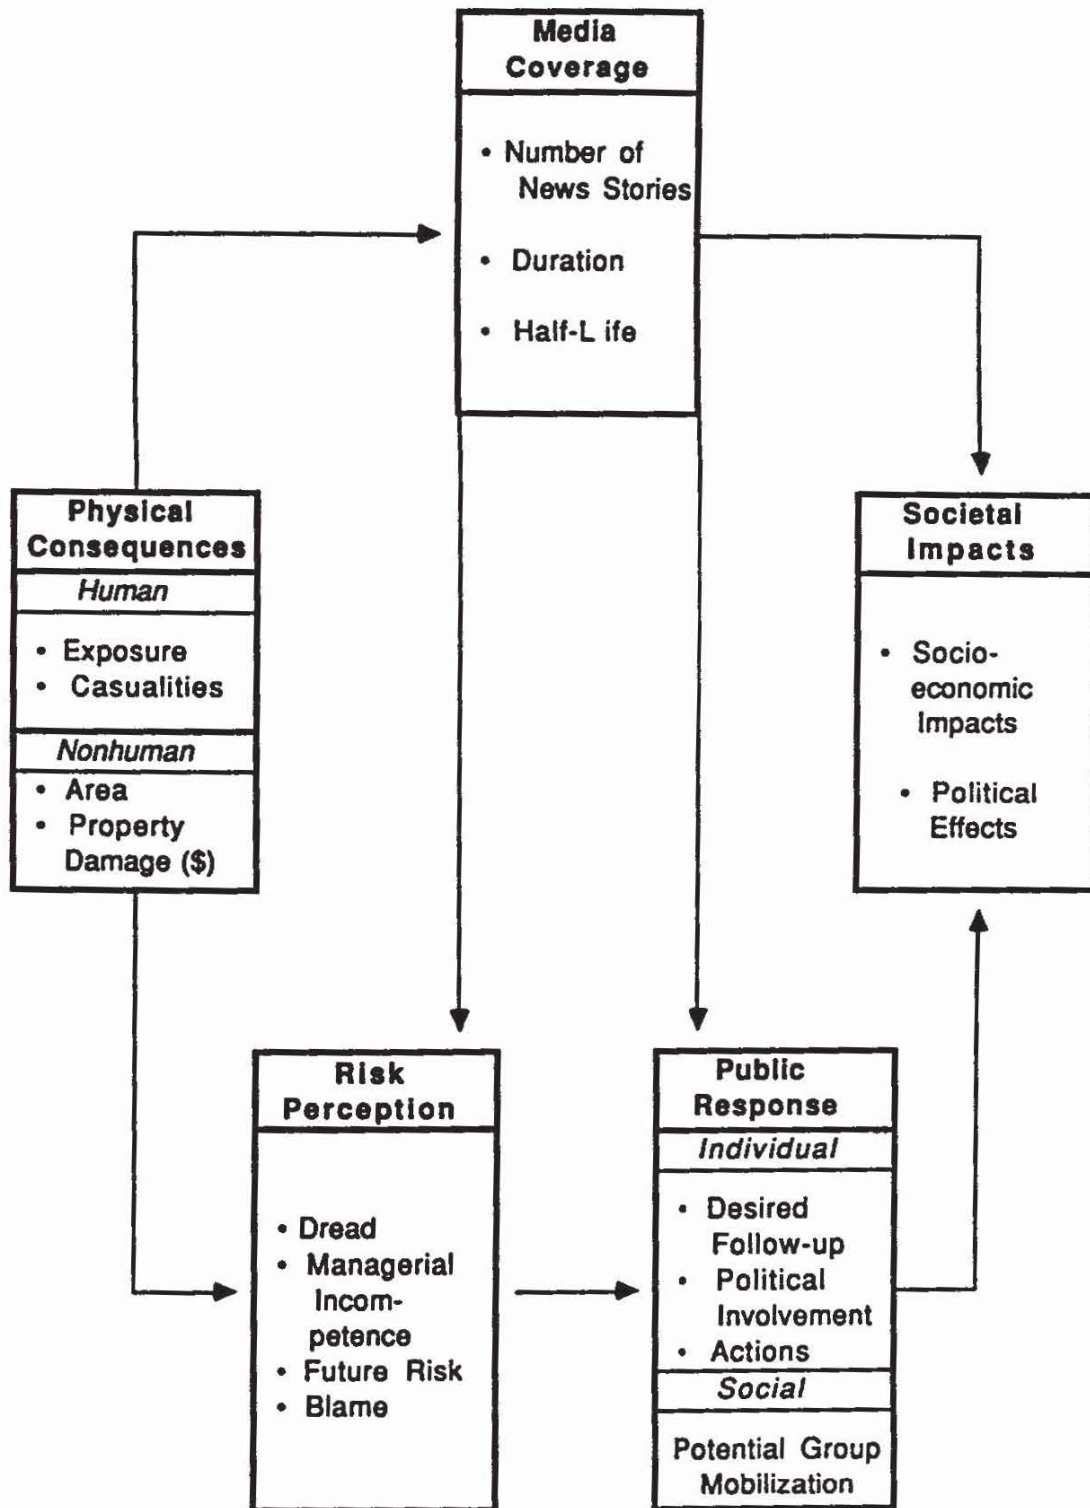 Media
Coverage
• Number of
News Stories
• Duration
• Half-L ife
Physical
Consequences
Human
• Exposure
• Casualities
Nonhuman
• Area
• Property
Damage ($)
Societal
Impacts
• Socio-
economic
Impacts
• Political
Effects
Risk
Perception
• Dread
• Managerial
Incom-
petence
• Future Risk
• Blame
Public
Response
Individual
• Desired
Follow-up
• Political
Involvement
• Actions
Social
Potential Group
Mobilization